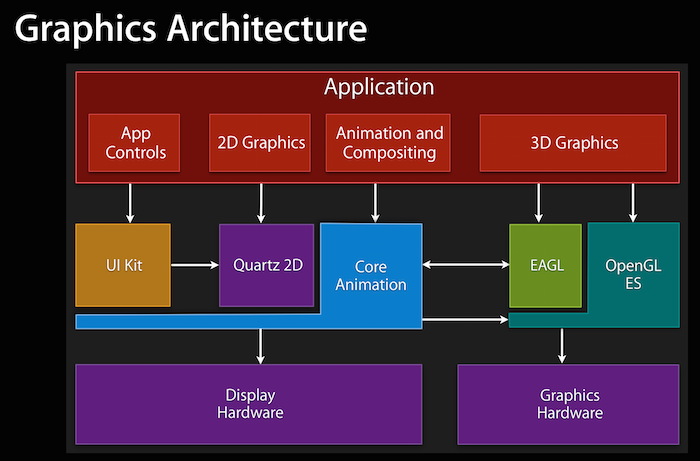 Graphics Architecture
Application
App
Controls
2D Graphics
Animation and
Compositing
3D Graphics
UI Kit
Quartz 2D
Core
Animation
EAGL
OpenGL
ES
Display
Hardware
Graphics
Hardware